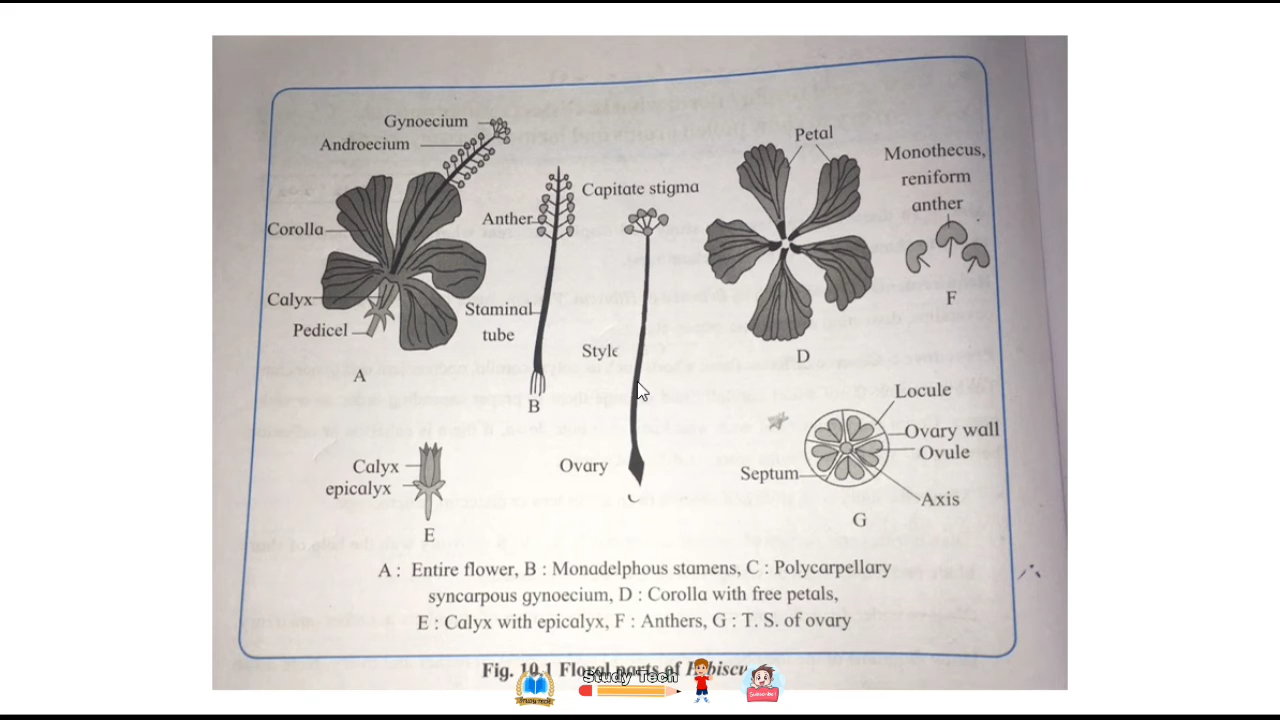 Gynoecium
Androecium
Corolla
Calyx
Pedicel
A
Anther
Staminal
tube
B
Capitate stigma
Style
Ovary
Petal
D
Monothecus,
reniform
anther
F
Calyx
epicalyx
E
Locule
Ovary wall
Ovule
Septum
Axis
G
A : Entire flower, B : Monadelphous stamens, C : Polycarpellary
syncarpous gynoecium, D : Corolla with free petals,
E : Calyx with epicalyx, F : Anthers, G : T. S. of ovary
Fig. 10.1 Floral parts of
Study Tech